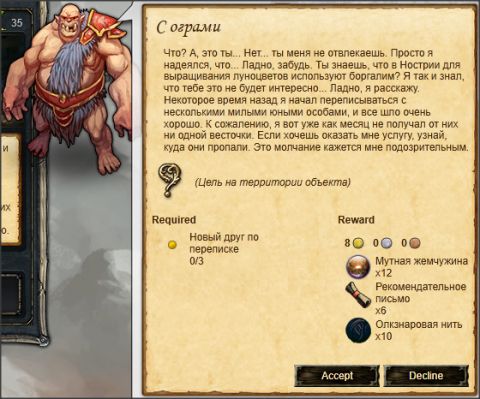 35
С ограми
Что? А, это ты... Нет... ты меня не отвлекаешь. Просто я
надеялся, что... Ладно, забудь. Ты знаешь, что в Нострии для
выращивания луноцветов используют боргалим? Я так и знал,
что тебе это не будет интересно... Ладно, я расскажу.
Некоторое время назад я начал переписываться с
несколькими милыми юными особами, и все шло очень
хорошо. К сожалению, я вот уже как месяц не получал от них
ни одной весточки. Если хочешь оказать мне услугу, узнай,
куда они пропали. Это молчание кажется мне подозрительным.
(Цель на территории объекта)
Required
Новый друг по
переписке
0/3
Reward
8 0 0
Мутная жемчужина
x12
Рекомендательное
письмо
x6
Олкзнаровая нить
x10
и
их
о.
Accept Decline